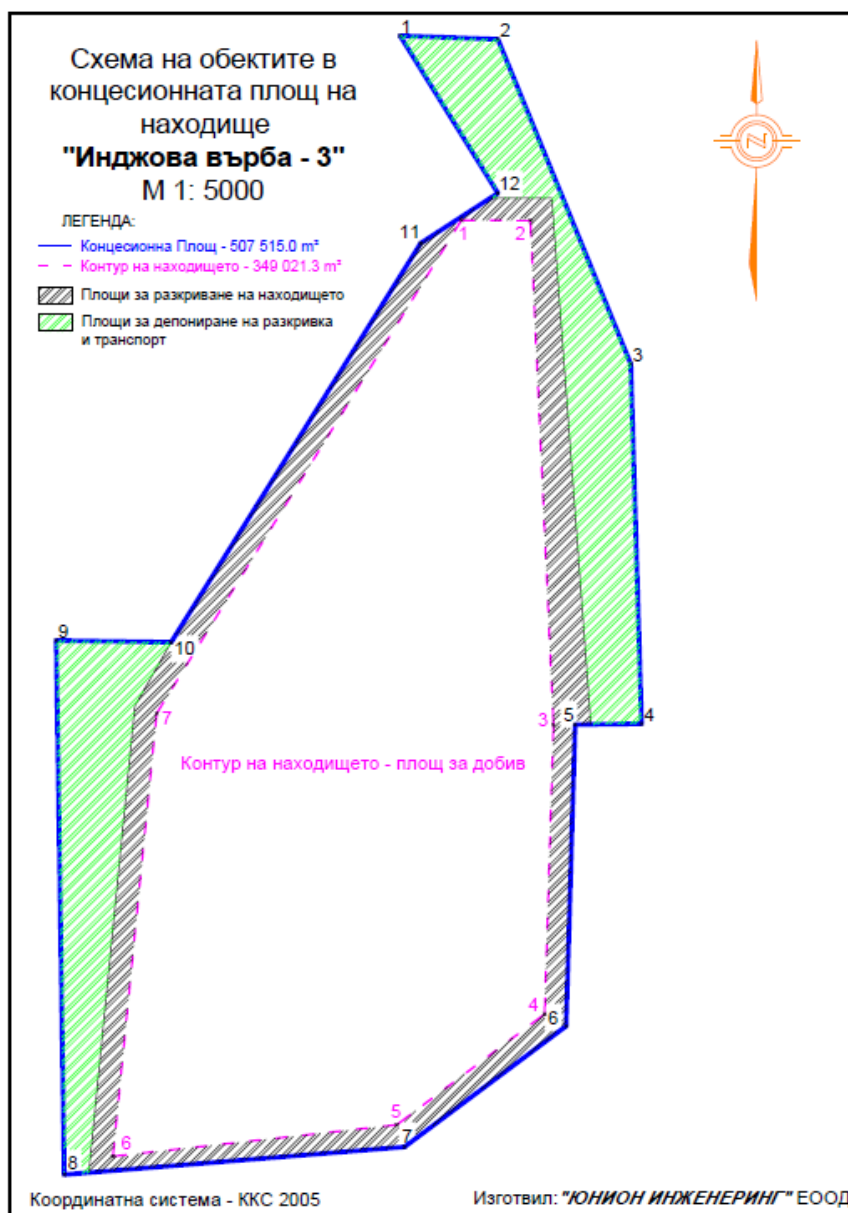 Схема на обектите в
концесионната площ на
находище
"Инджова върба - 3"
М 1: 5000
ЛЕГЕНДА:
Концесионна Площ - 507 515.0 m²
Контур на находището - 349 021.3 m²
Площи за разкриване на находището
Площи за депониране на разкривка
и транспорт
1
2
12
11
1
2
3
9
10
7
3
5
4
Контур на находището - площ за добив
4
6
5
7
6
8
N
Координатна система - ККС 2005
Изготвил: "ЮНИОН ИНЖЕНЕРИНГ" ЕООД